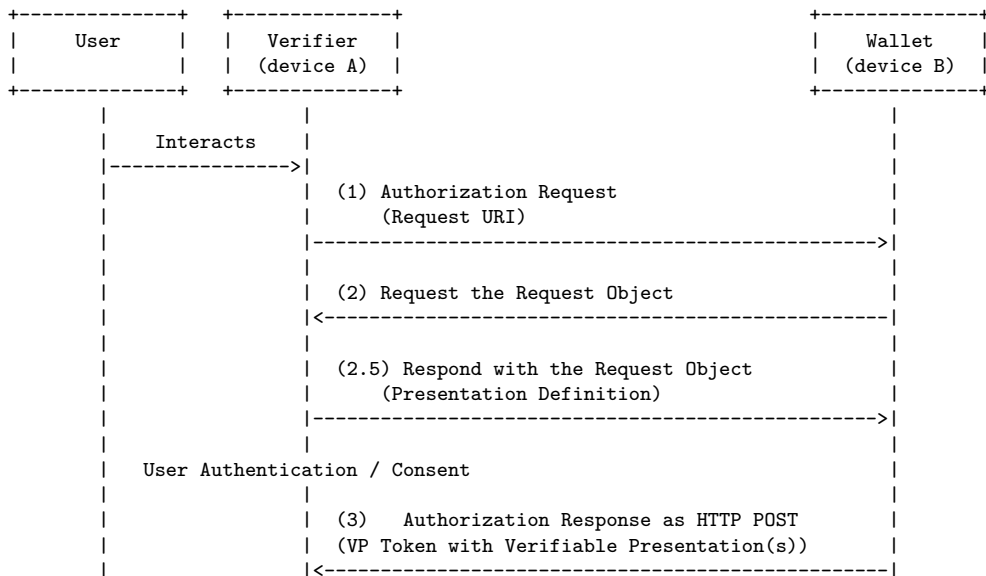 User Verifier Wallet
(device A) (device B)
Interacts
(1) Authorization Request
(Request URI)
(2) Request the Request Object
(2.5) Respond with the Request Object
(Presentation Definition)
User Authentication / Consent
(3) Authorization Response as HTTP POST
(VP Token with Verifiable Presentation(s))